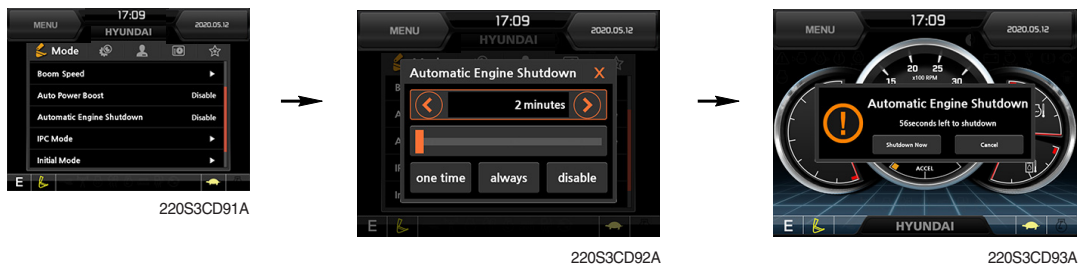 MENU
17:09
HYUNDAI
2020.05.12
Mode
Boom Speed
Auto Power Boost Disable
Automatic Engine Shutdown Disable
IPC Mode
Initial Mode
E
220S3CD91A
MENU
17:09
HYUNDAI
2020.05.12
Automatic Engine Shutdown X
2 minutes
one time always disable
E
220S3CD92A
MENU
17:09
2020.05.12
15 20 25 30
x100 RPM
Automatic Engine Shutdown
56seconds left to shutdown
Shutdown Now Cancel
ACCEL
E
HYUNDAI
220S3CD93A